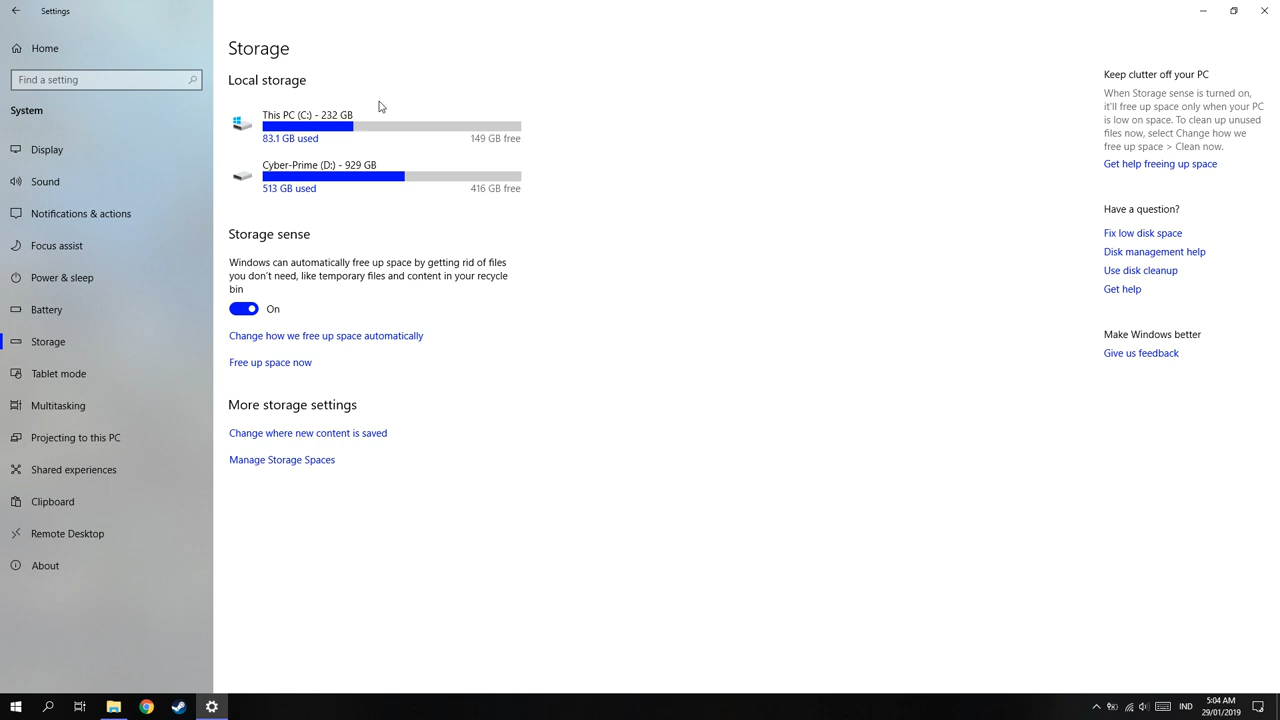 Settings
Home
Find a setting
System
Display
Sound
Notifications & actions
Focus assist
Power & sleep
Battery
Storage
Tablet mode
Multitasking
Projecting to this PC
Shared experiences
Clipboard
Remote Desktop
About
Storage
Local storage
This PC (C:) - 232 GB
83.1 GB used
149 GB free
Cyber-Prime (D:) - 929 GB
513 GB used
416 GB free
Storage sense
Windows can automatically free up space by getting rid of files
you don't need, like temporary files and content in your recycle
bin
On
Change how we free up space automatically
Free up space now
More storage settings
Change where new content is saved
Manage Storage Spaces
Keep clutter off your PC
When Storage sense is turned on,
it'll free up space only when your PC
is low on space. To clean up unused
files now, select Change how we
free up space > Clean now.
Get help freeing up space
Have a question?
Fix low disk space
Disk management help
Use disk cleanup
Get help
Make Windows better
Give us feedback
IND
5:04 AM
29/01/2019